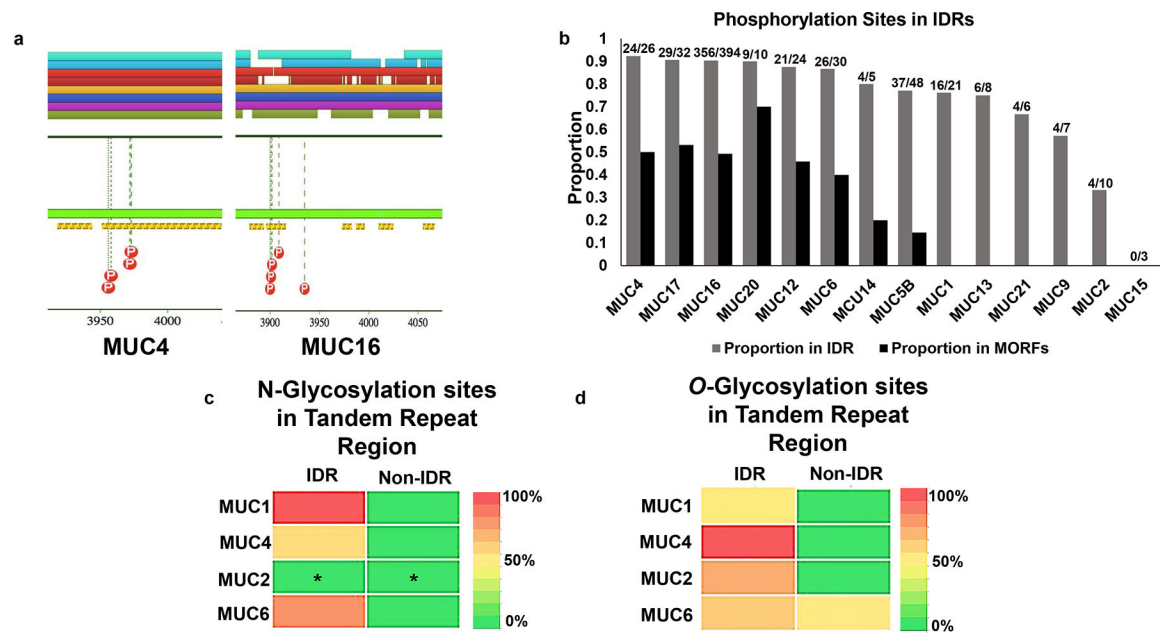 a
P
P
P
P
3950
4000
MUC4
P
P
P
P
P
3900
3950
4000
4050
MUC16
b
Phosphorylation Sites in IDRs
Proportion
1
0.9
0.8
0.7
0.6
0.5
0.4
0.3
0.2
0.1
0
24/26
29/32
356/394
9/10
21/24
26/30
4/5
37/48
16/21
6/8
4/6
4/7
4/10
0/3
MUC4
MUC17
MUC16
MUC20
MUC12
MUC6
MCU14
MUC5B
MUC1
MUC13
MUC21
MUC9
MUC2
MUC15
Proportion in IDR
Proportion in MORFs
c
N-Glycosylation sites
in Tandem Repeat
Region
IDR
Non-IDR
MUC1
MUC4
MUC2
* *
MUC6
100%
50%
0%
d
O-Glycosylation sites
in Tandem Repeat
Region
IDR
Non-IDR
MUC1
MUC4
MUC2
MUC6
100%
50%
0%